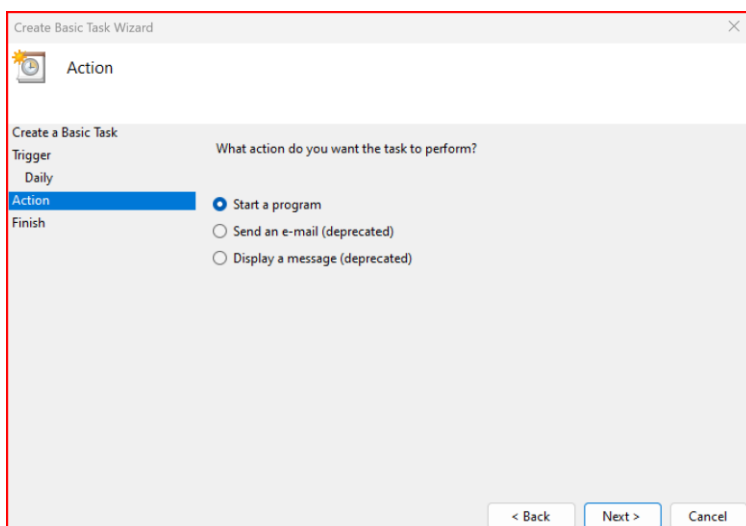 Create Basic Task Wizard
Action
Create a Basic Task
Trigger
Daily
Action
Finish
What action do you want the task to perform?
Start a program
Send an e-mail (deprecated)
Display a message (deprecated)
< Back
Next >
Cancel